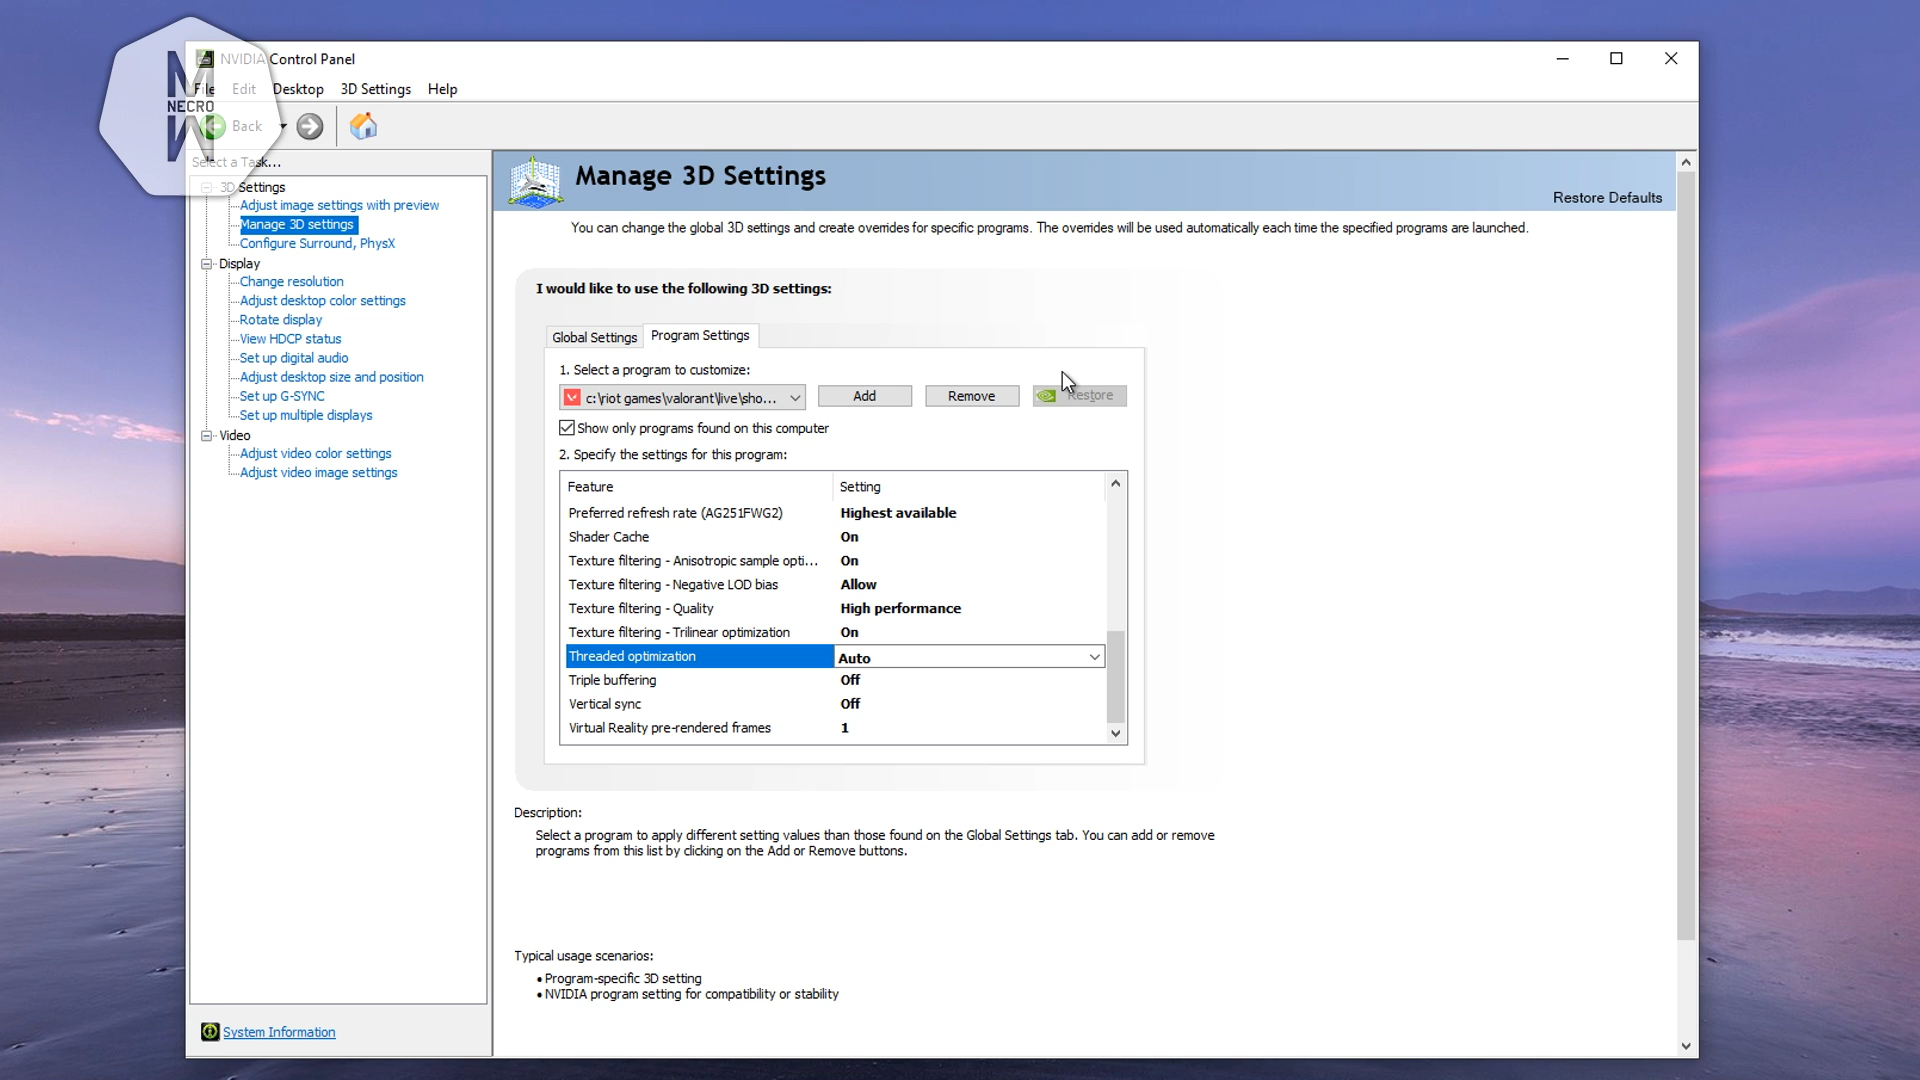 NVIDIA Control Panel
File Edit Desktop 3D Settings Help
NECRO
Back
Select a Task...
3D Settings
Adjust image settings with preview
Manage 3D settings
Configure Surround, PhysX
Display
Change resolution
Adjust desktop color settings
Rotate display
View HDCP status
Set up digital audio
Adjust desktop size and position
Set up G-SYNC
Set up multiple displays
Video
Adjust video color settings
Adjust video image settings
System Information
Manage 3D Settings
Restore Defaults
You can change the global 3D settings and create overrides for specific programs. The overrides will be used automatically each time the specified programs are launched.
I would like to use the following 3D settings:
Global Settings Program Settings
1. Select a program to customize:
c:\riot games\valorant\live\sho... Add Remove Restore
Show only programs found on this computer
2. Specify the settings for this program:
Feature Setting
Preferred refresh rate (AG251FWG2) Highest available
Shader Cache On
Texture filtering - Anisotropic sample opti... On
Texture filtering - Negative LOD bias Allow
Texture filtering - Quality High performance
Texture filtering - Trilinear optimization On
Threaded optimization Auto
Triple buffering Off
Vertical sync Off
Virtual Reality pre-rendered frames 1
Description:
Select a program to apply different setting values than those found on the Global Settings tab. You can add or remove
programs from this list by clicking on the Add or Remove buttons.
Typical usage scenarios:
• Program-specific 3D setting
• NVIDIA program setting for compatibility or stability